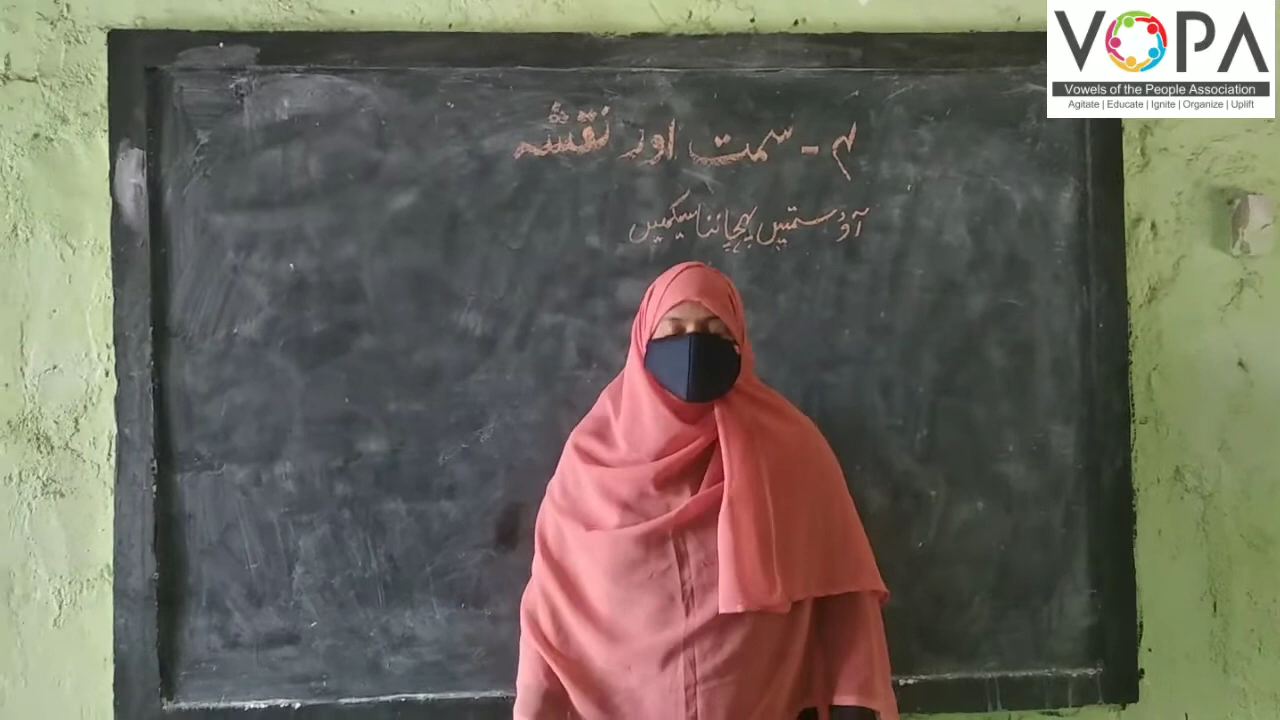 ۴ - سمت اور نقشہ
آؤ سمتیں پہچاننا سیکھیں
VOPA
Vowels of the People Association
Agitate | Educate | Ignite | Organize | Uplift